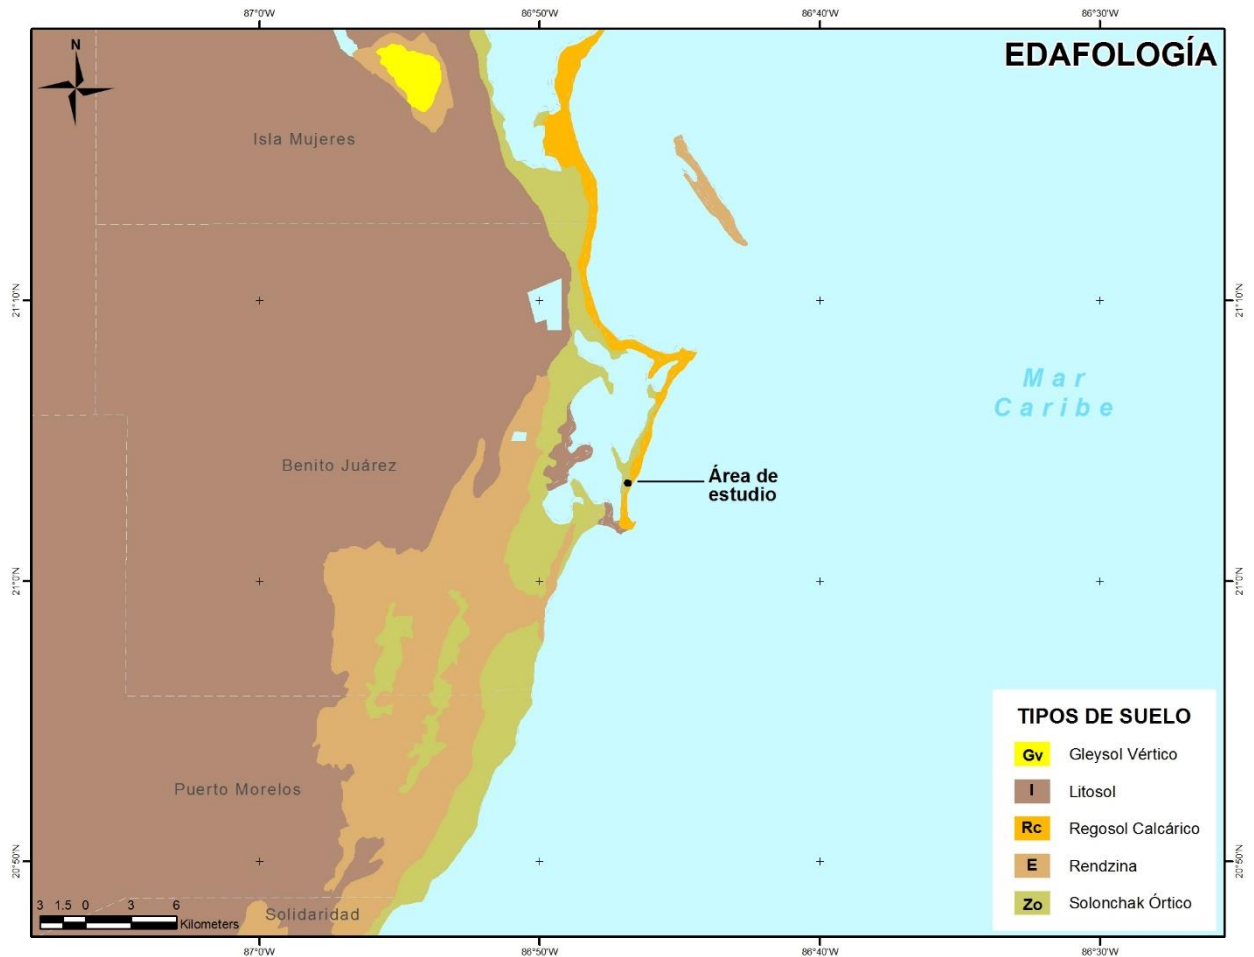 87°0'W 86°50'W 86°40'W 86°30'W
N
EDAFOLOGÍA
Isla Mujeres
21°10'N 21°10'N
Mar
Caribe
Benito Juárez
Área de
estudio
21°0'N 21°0'N
TIPOS DE SUELO
Gv Gleysol Vértico
I Litosol
Rc Regosol Calcárico
E Rendzina
Zo Solonchak Órtico
Puerto Morelos
20°50'N 20°50'N
Solidaridad
3 1.5 0 3 6
Kilometers
87°0'W 86°50'W 86°40'W 86°30'W